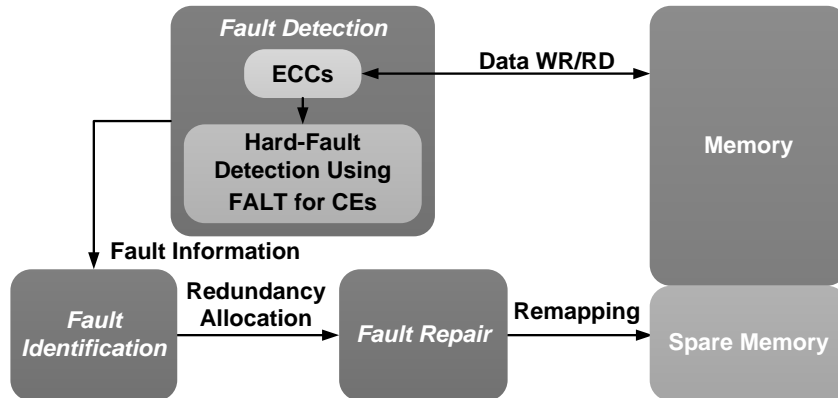 Fault Detection
ECCs
Data WR/RD
Hard-Fault
Detection Using
FALT for CEs
Memory
Fault Information
Fault
Identification
Redundancy
Allocation
Fault Repair
Remapping
Spare Memory